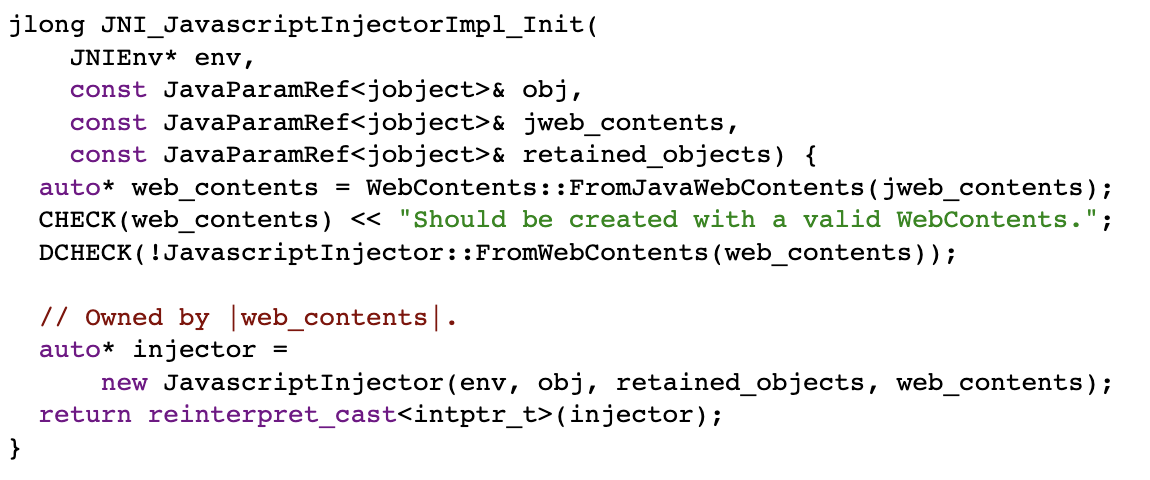 jlong JNI_JavascriptInjectorImpl_Init(
    JNIEnv* env,
    const JavaParamRef<jobject>& obj,
    const JavaParamRef<jobject>& jweb_contents,
    const JavaParamRef<jobject>& retained_objects) {
  auto* web_contents = WebContents::FromJavaWebContents(jweb_contents);
  CHECK(web_contents) << "Should be created with a valid WebContents.";
  DCHECK(!JavascriptInjector::FromWebContents(web_contents));

  // Owned by |web_contents|.
  auto* injector =
      new JavascriptInjector(env, obj, retained_objects, web_contents);
  return reinterpret_cast<intptr_t>(injector);
}